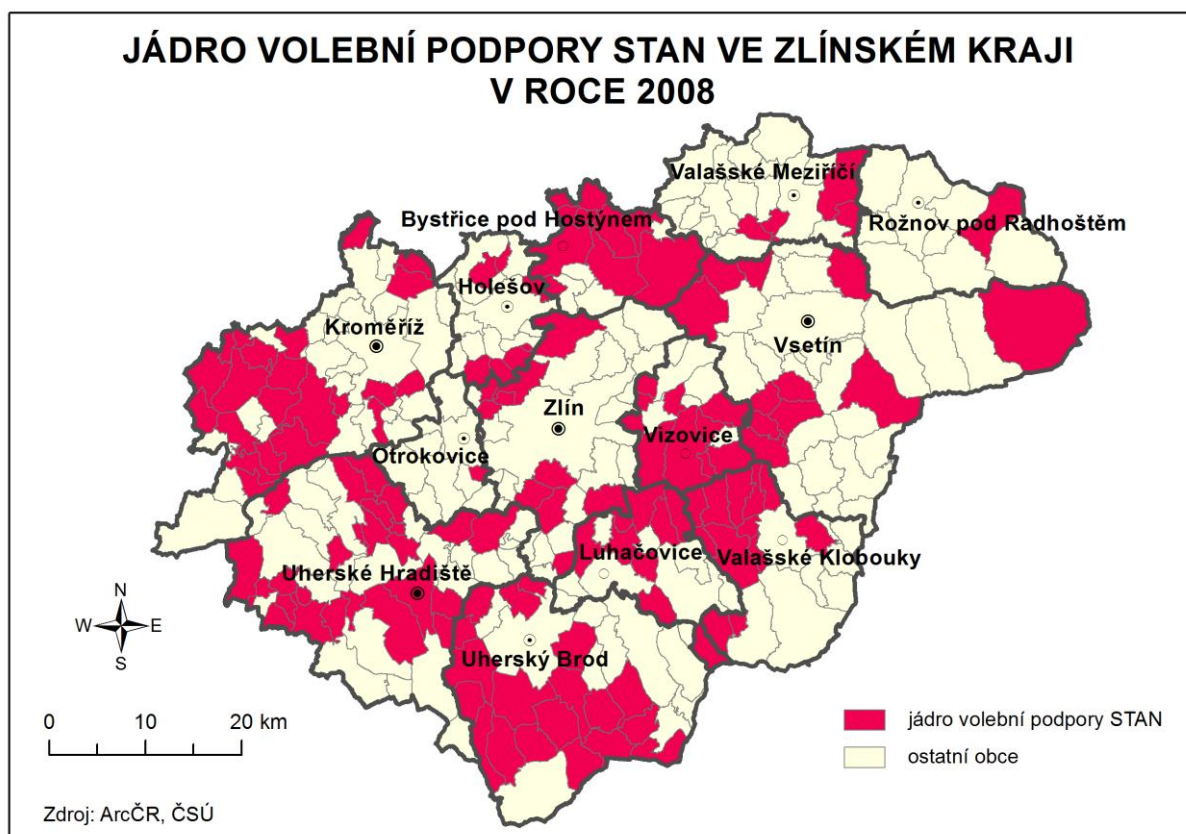 JÁDRO VOLEBNÍ PODPORY STAN VE ZLÍNSKÉM KRAJI
V ROCE 2008
Valašské Meziříčí
Bystřice pod Hostýnem
Rožnov pod Radhoštěm
Holešov
Kroměříž
Vsetín
Zlín
Vizovice
Otrokovice
Luhačovice
Valašské Klobouky
Uherské Hradiště
N
W
E
S
Uherský Brod
0 10 20 km
jádro volební podpory STAN
ostatní obce
Zdroj: ArcČR, ČSÚ